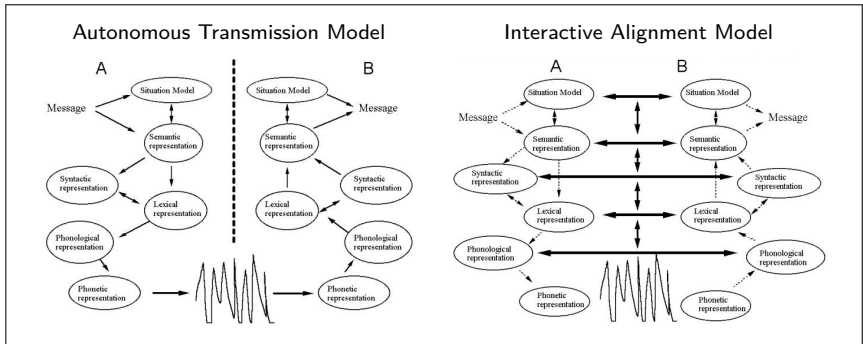 Autonomous Transmission Model
A
B
Situation Model
Situation Model
Message
Message
Semantic
representation
Semantic
representation
Syntactic
representation
Syntactic
representation
Lexical
representation
Lexical
representation
Phonological
representation
Phonological
representation
Phonetic
representation
Phonetic
representation
Interactive Alignment Model
A
B
Situation Model
Situation Model
Message
Message
Semantic
representation
Semantic
representation
Syntactic
representation
Syntactic
representation
Lexical
representation
Lexical
representation
Phonological
representation
Phonological
representation
Phonetic
representation
Phonetic
representation